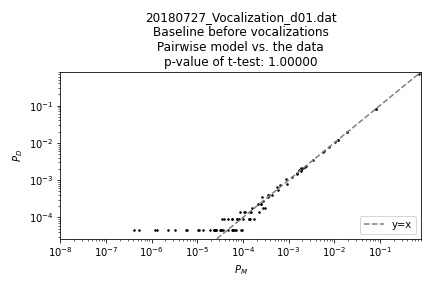 20180727_Vocalization_d01.dat
Baseline before vocalizations
Pairwise model vs. the data
p-value of t-test: 1.00000
P_D
10⁻¹
10⁻²
10⁻³
10⁻⁴
10⁻⁸ 10⁻⁷ 10⁻⁶ 10⁻⁵ 10⁻⁴ 10⁻³ 10⁻² 10⁻¹
P_M
y=x